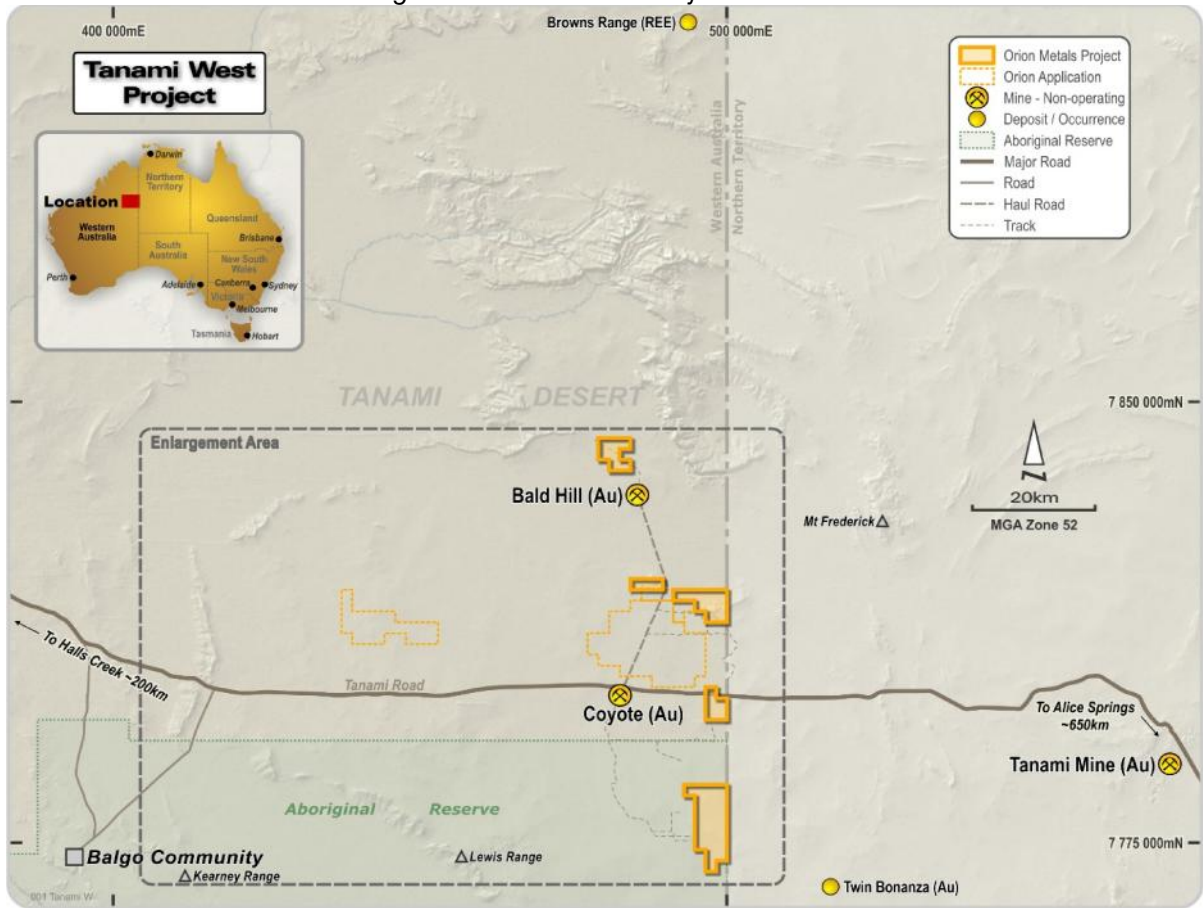 400 000mE
Browns Range (REE)
500 000mE
Tanami West
Project
Darwin
Northern
Territory
Location
Queensland
Western
Australia
South
Australia
Brisbane
New South
Wales
Perth
Adelaide
Canberra
Sydney
Victoria
Melbourne
Tasmania
Hobart
Orion Metals Project
Orion Application
Mine - Non-operating
Deposit / Occurrence
Aboriginal Reserve
Major Road
Road
Haul Road
Track
Western Australia
Northern Territory
TANAMI DESERT
7 850 000mN
Enlargement Area
Bald Hill (Au)
Mt Frederick
N
20km
MGA Zone 52
To Halls Creek ~200km
Tanami Road
Coyote (Au)
To Alice Springs
~650km
Tanami Mine (Au)
Aboriginal Reserve
7 775 000mN
Balgo Community
Lewis Range
Kearney Range
Twin Bonanza (Au)
001 Tanami W